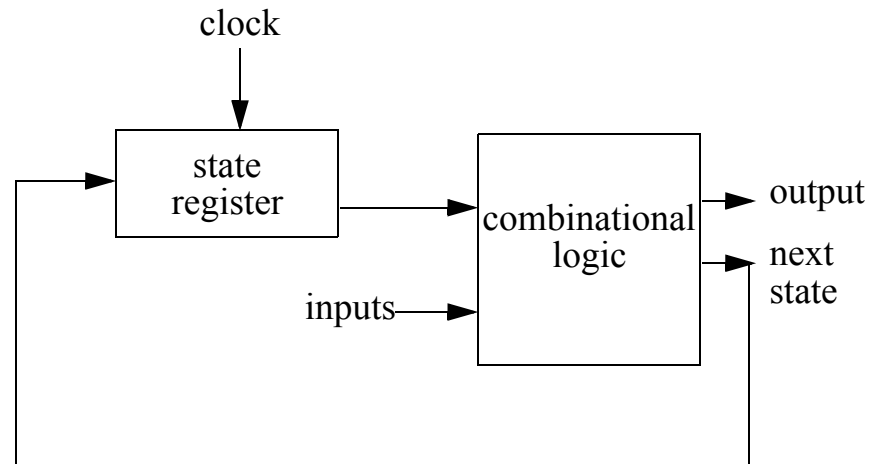 clock
state
register
combinational
logic
output
next
state
inputs